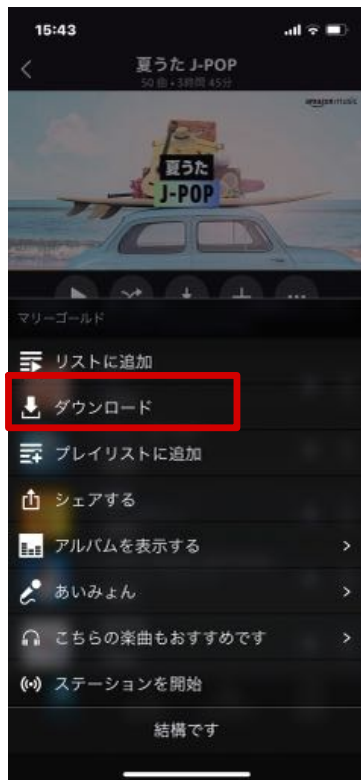 15:43
夏うた J-POP
50 曲・3時間 45分
amazon music
夏うた
J-POP
マリーゴールド
リストに追加
ダウンロード
プレイリストに追加
シェアする
アルバムを表示する
あいみょん
こちらの楽曲もおすすめです
ステーションを開始
結構です